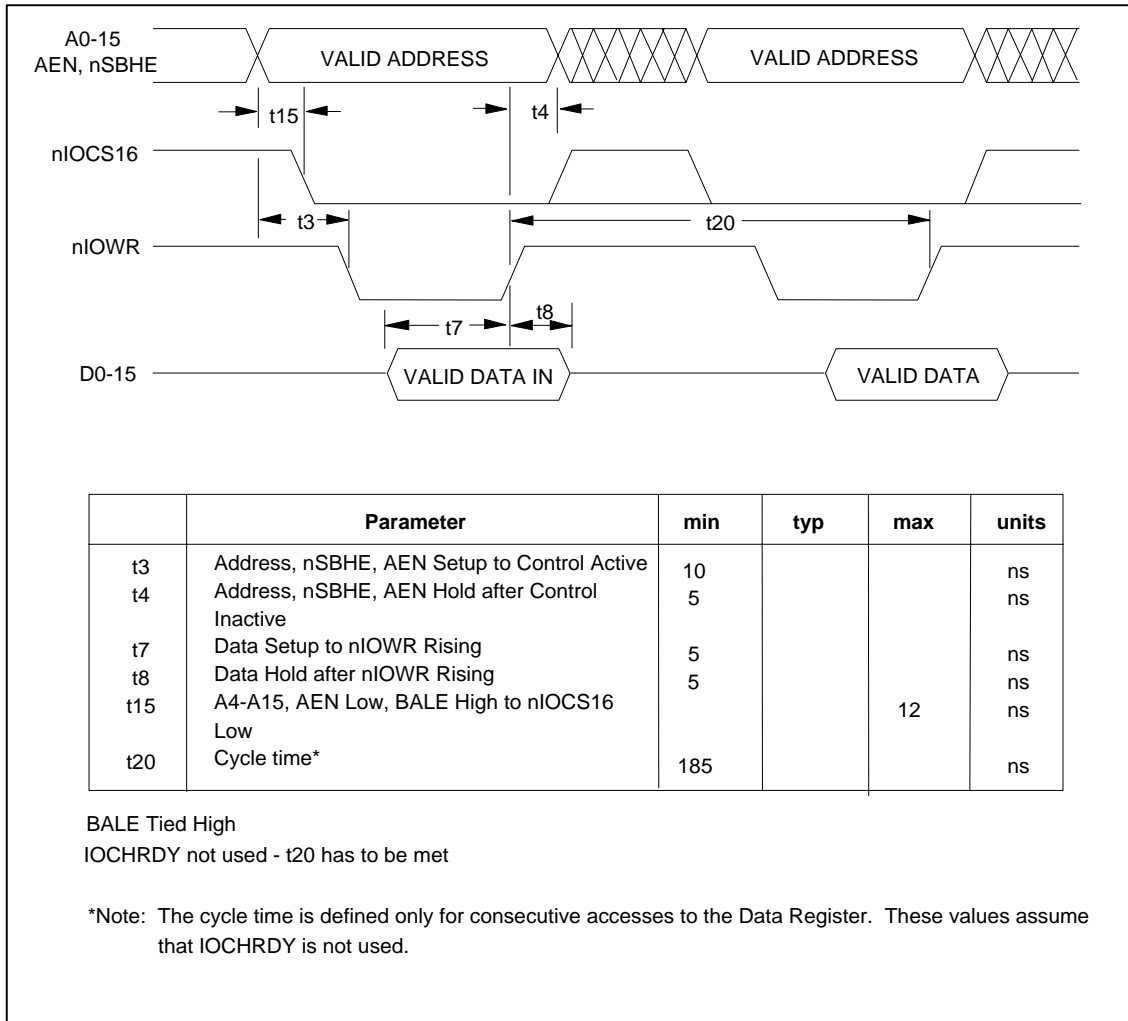 A0-15
AEN, nSBHE
VALID ADDRESS
VALID ADDRESS
t15
t4
nIOCS16
t3
t20
nIOWR
t7
t8
D0-15
VALID DATA IN
VALID DATA
Parameter min typ max units
t3 Address, nSBHE, AEN Setup to Control Active 10 ns
t4 Address, nSBHE, AEN Hold after Control 5 ns
Inactive
t7 Data Setup to nIOWR Rising 5 ns
t8 Data Hold after nIOWR Rising 5 ns
t15 A4-A15, AEN Low, BALE High to nIOCS16 12 ns
Low
t20 Cycle time* 185 ns
BALE Tied High
IOCHRDY not used - t20 has to be met
*Note: The cycle time is defined only for consecutive accesses to the Data Register. These values assume
that IOCHRDY is not used.